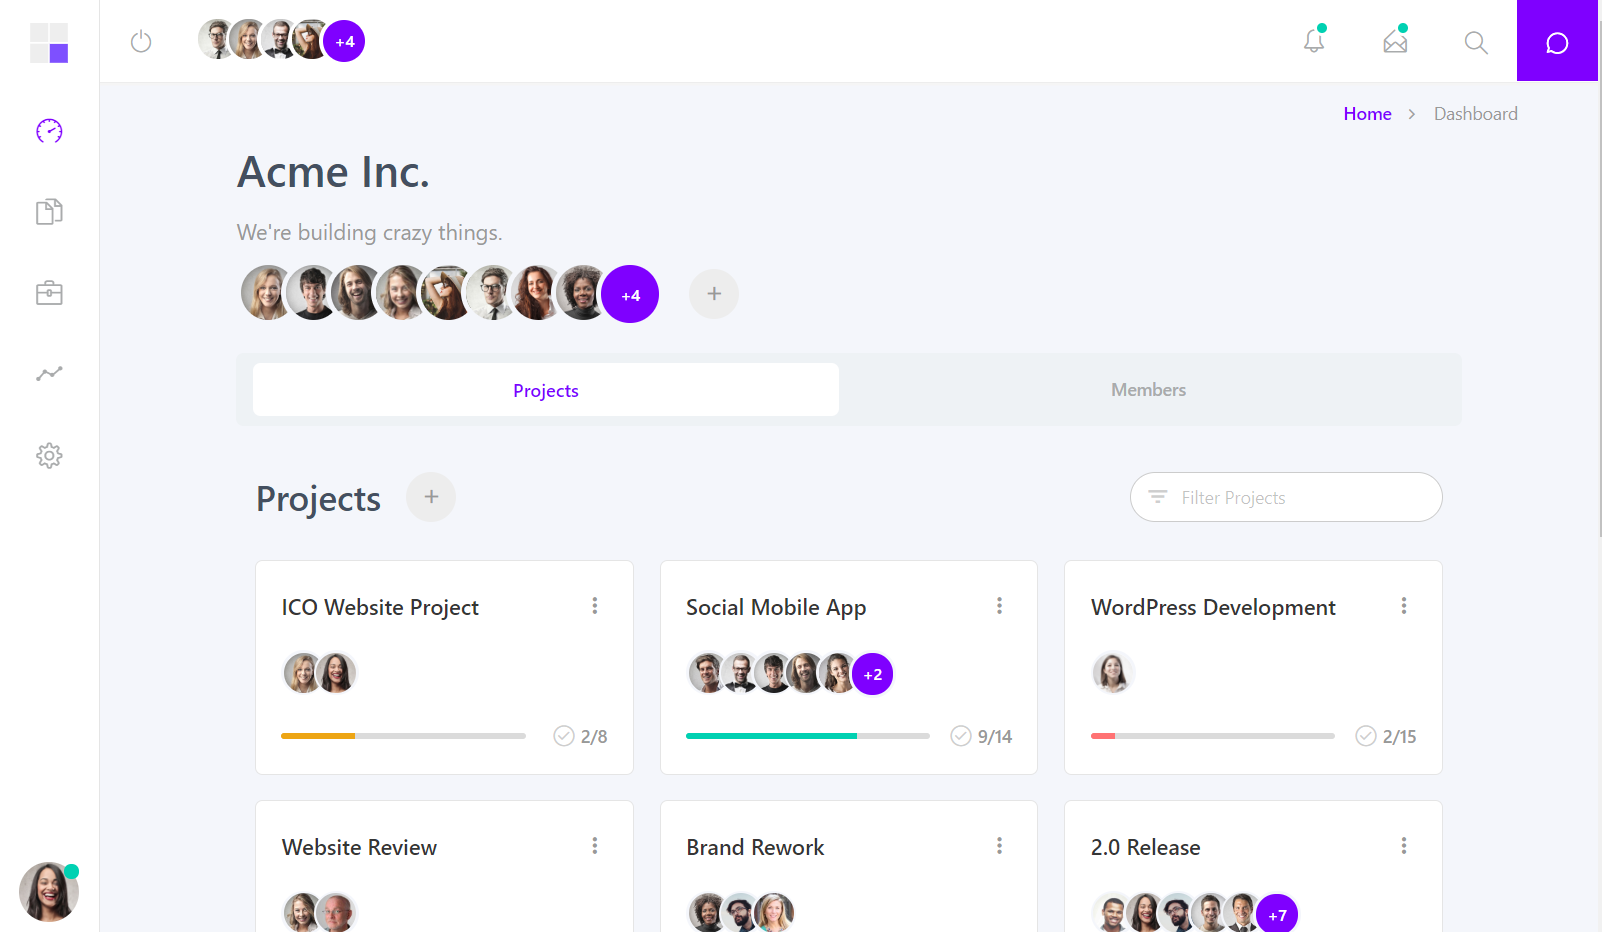 +4
Home > Dashboard
Acme Inc.
We're building crazy things.
+4 +
Projects Members
Projects +
Filter Projects
ICO Website Project
2/8
Social Mobile App
+2
9/14
WordPress Development
2/15
Website Review
Brand Rework
2.0 Release
+7